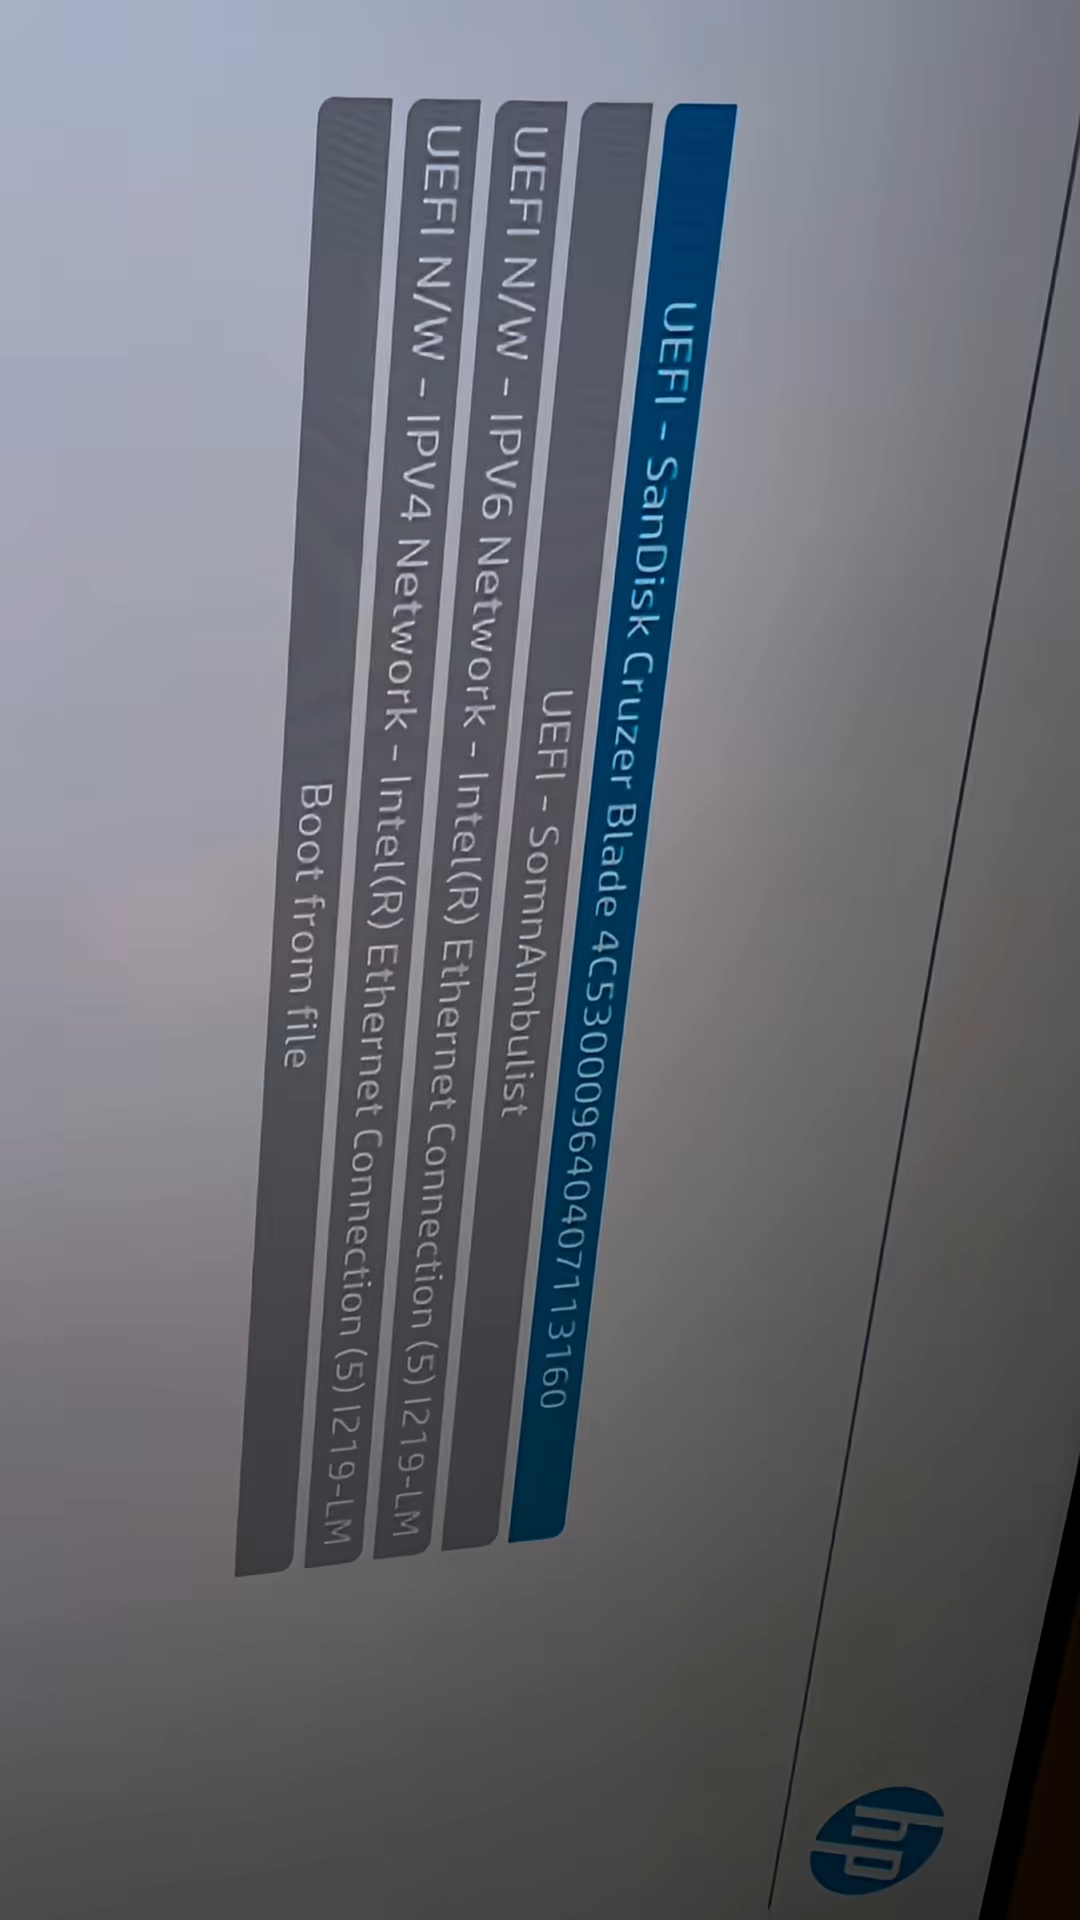 hp
UEFI - SanDisk Cruzer Blade 4C530009640407113160
UEFI - SomnAmbulist
UEFI N/W - IPV6 Network - Intel(R) Ethernet Connection (5) I219-LM
UEFI N/W - IPV4 Network - Intel(R) Ethernet Connection (5) I219-LM
Boot from file